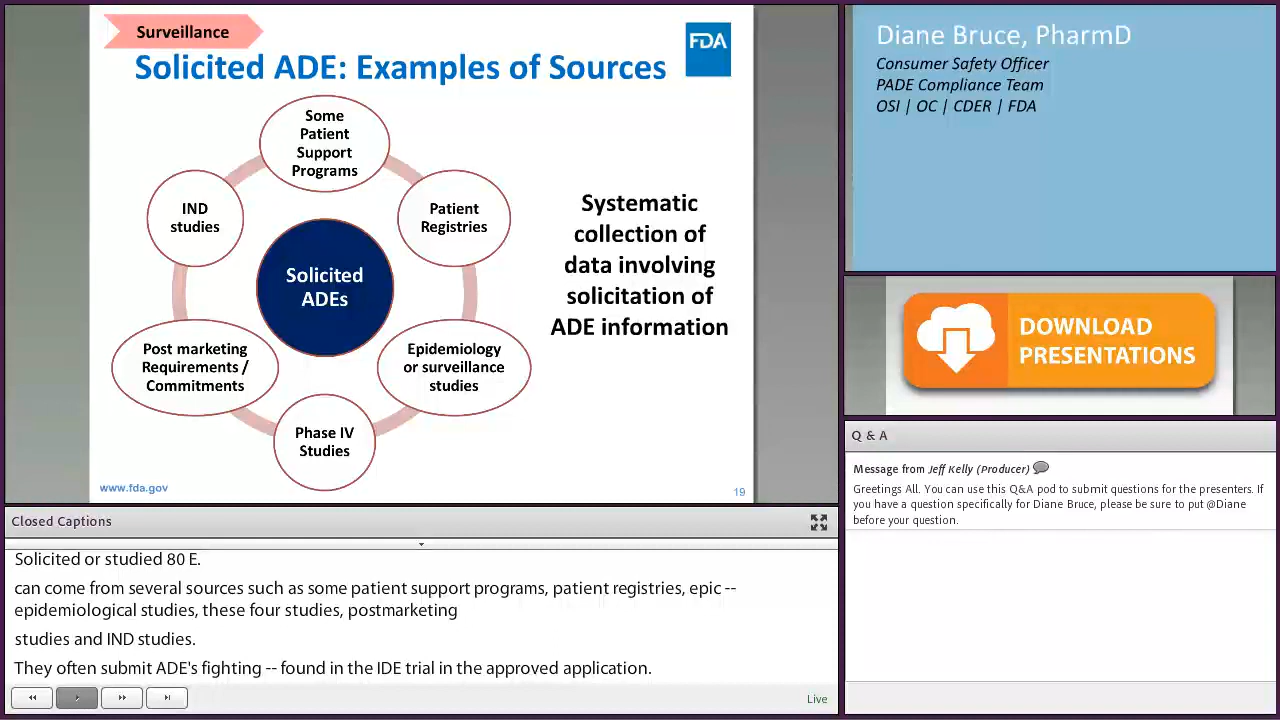 Surveillance
Solicited ADE: Examples of Sources
FDA
Some
Patient
Support
Programs
IND
studies
Patient
Registries
Solicited
ADEs
Post marketing
Requirements /
Commitments
Epidemiology
or surveillance
studies
Phase IV
Studies
Systematic
collection of
data involving
solicitation of
ADE information
www.fda.gov
19
Diane Bruce, PharmD
Consumer Safety Officer
PADE Compliance Team
OSI | OC | CDER | FDA
DOWNLOAD
PRESENTATIONS
Q & A
Message from Jeff Kelly (Producer)
Greetings All. You can use this Q&A pod to submit questions for the presenters. If
you have a question specifically for Diane Bruce, please be sure to put @Diane
before your question.
Closed Captions
Solicited or studied 80 E.
can come from several sources such as some patient support programs, patient registries, epic --
epidemiological studies, these four studies, postmarketing
studies and IND studies.
They often submit ADE's fighting -- found in the IDE trial in the approved application.
Live